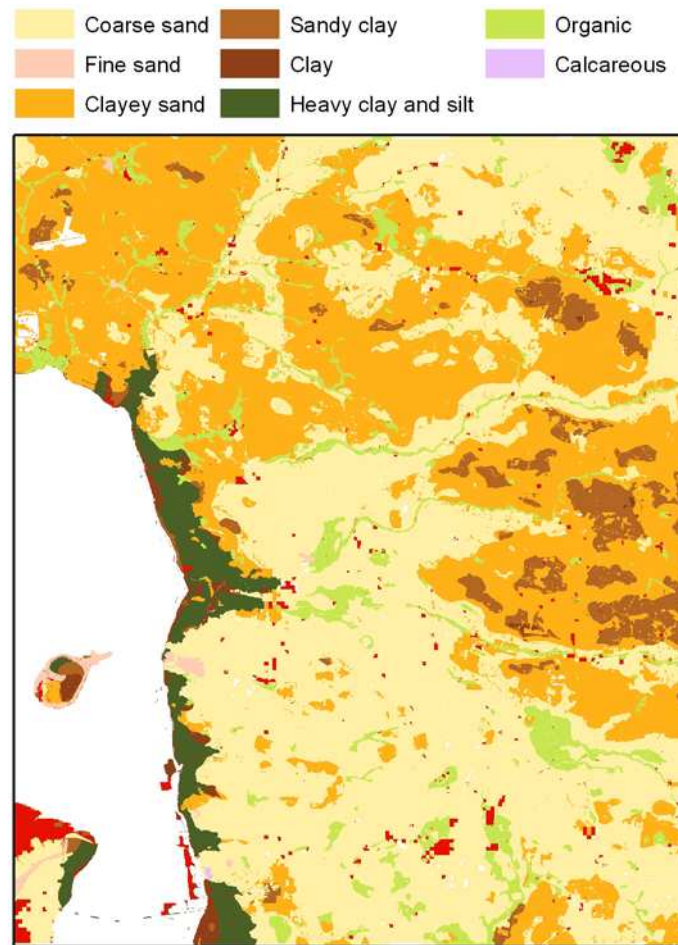 Coarse sand Sandy clay Organic
Fine sand Clay Calcareous
Clayey sand Heavy clay and silt